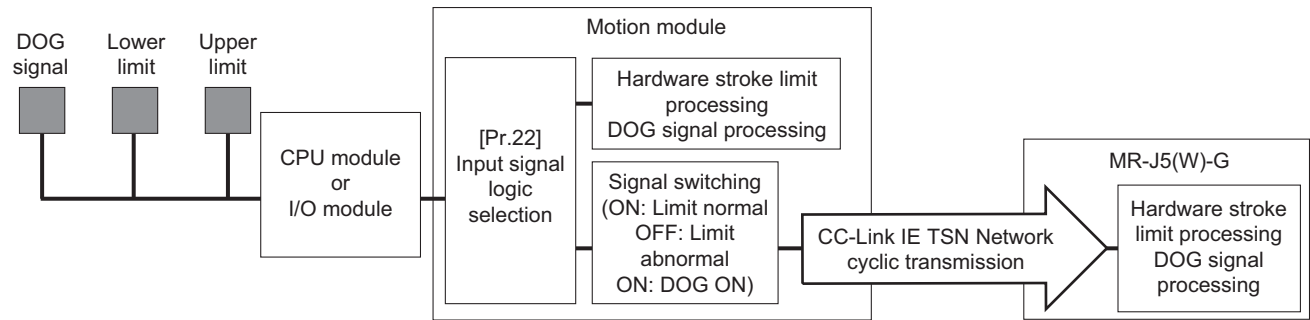 DOG
signal
Lower
limit
Upper
limit
CPU module
or
I/O module
Motion module
[Pr.22]
Input signal
logic
selection
Hardware stroke limit
processing
DOG signal processing
Signal switching
(ON: Limit normal
OFF: Limit
abnormal
ON: DOG ON)
CC-Link IE TSN Network
cyclic transmission
MR-J5(W)-G
Hardware stroke
limit processing
DOG signal
processing